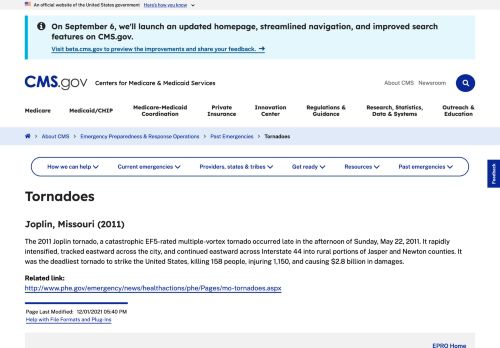 An official website of the United States government Here's how you know
On September 6, we'll launch an updated homepage, streamlined navigation, and improved search
features on CMS.gov.
Visit beta.cms.gov to preview the improvements and share your feedback.
CMS.gov Centers for Medicare & Medicaid Services
About CMS Newsroom
Medicare Medicaid/CHIP Medicare-Medicaid Coordination Private Insurance Innovation Center Regulations & Guidance Research, Statistics, Data & Systems Outreach & Education
About CMS Emergency Preparedness & Response Operations Past Emergencies Tornadoes
How we can help Current emergencies Providers, states & tribes Get ready Resources Past emergencies
Feedback
Tornadoes
Joplin, Missouri (2011)
The 2011 Joplin tornado, a catastrophic EF5-rated multiple-vortex tornado occurred late in the afternoon of Sunday, May 22, 2011. It rapidly
intensified, tracked eastward across the city, and continued eastward across Interstate 44 into rural portions of Jasper and Newton counties. It
was the deadliest tornado to strike the United States, killing 158 people, injuring 1,150, and causing $2.8 billion in damages.
Related link:
http://www.phe.gov/emergency/news/healthactions/phe/Pages/mo-tornadoes.aspx
Page Last Modified: 12/01/2021 05:40 PM
Help with File Formats and Plug-Ins
EPRO Home